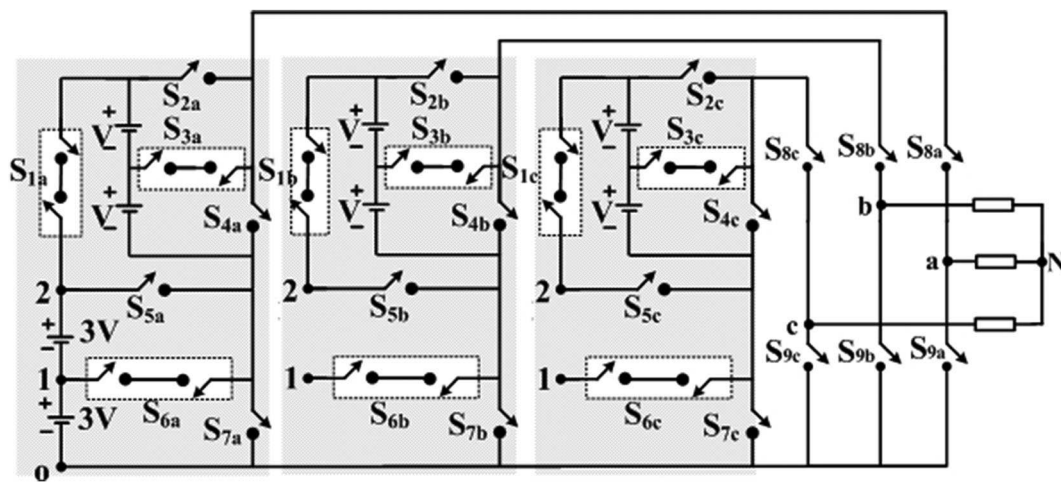 S2a
S2b
S2c
+
V
−
S3a
+
V
−
S3b
+
V
−
S3c
S8c
S8b
S8a
S1a
S1b
S1c
+
V
−
S4a
+
V
−
S4b
+
V
−
S4c
b
a
N
2
S5a
2
S5b
2
S5c
c
+
−
3V
S9c
S9b
S9a
1
S6a
1
S6b
1
S6c
+
−
3V
S7a
S7b
S7c
o